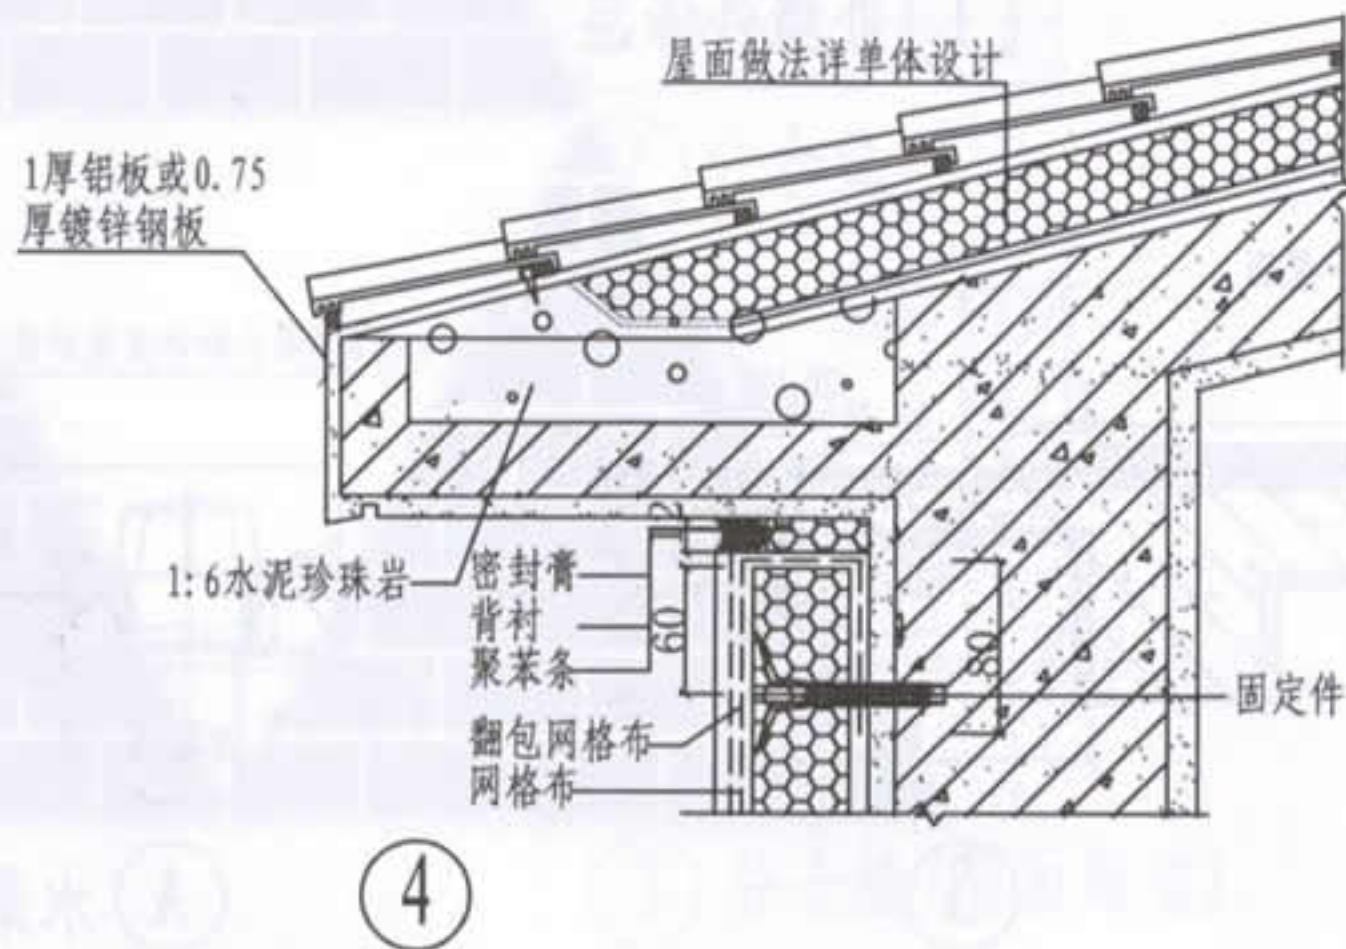 屋面做法详单体设计
1厚铝板或0.75
厚镀锌钢板
1:6水泥珍珠岩
密封膏
背衬
聚苯条
翻包网格布
网格布
60
80
固定件
4